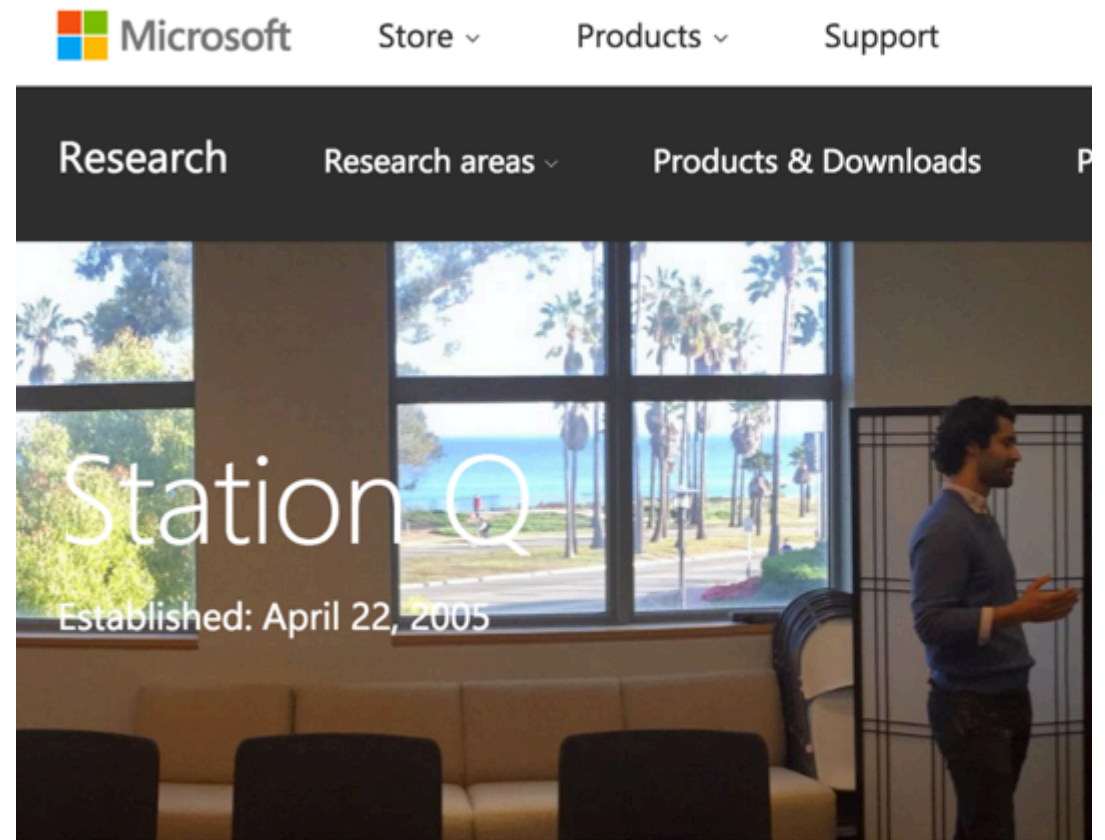 Microsoft Store Products Support
Research Research areas Products & Downloads P
Station Q
Established: April 22, 2005